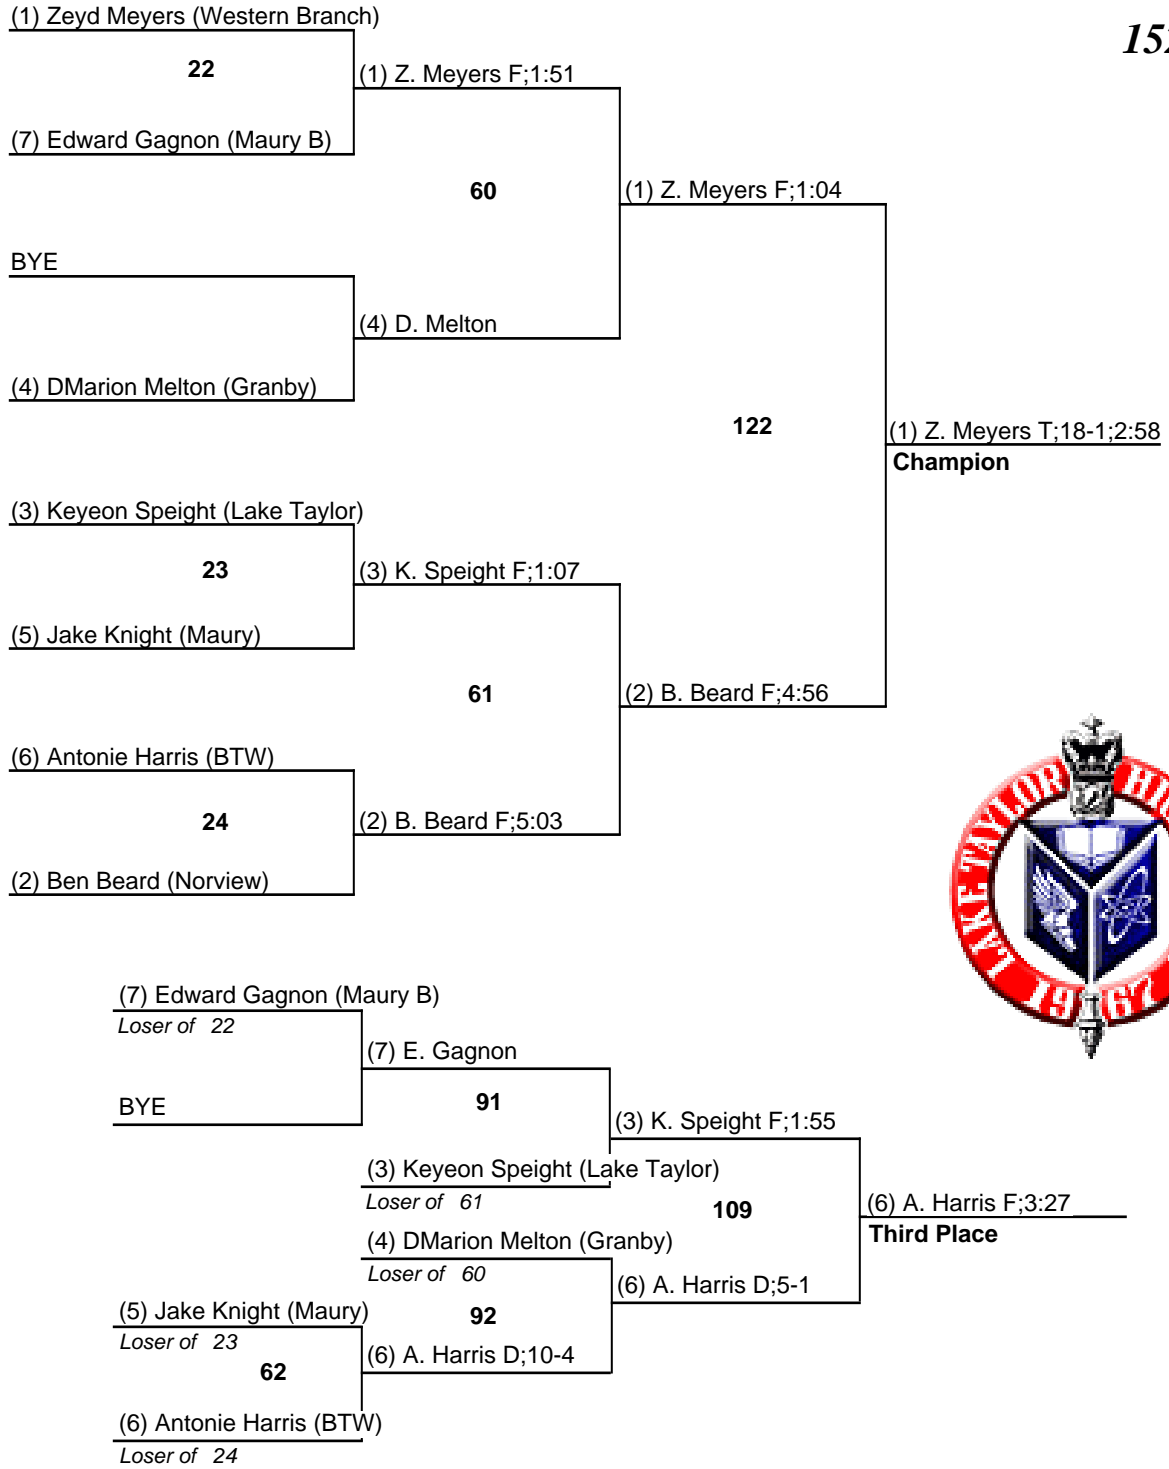 (1) Zeyd Meyers (Western Branch)
152
22
(1) Z. Meyers F;1:51
(7) Edward Gagnon (Maury B)
60
(1) Z. Meyers F;1:04
BYE
(4) D. Melton
(4) DMarion Melton (Granby)
122
(1) Z. Meyers T;18-1;2:58
Champion
(3) Keyeon Speight (Lake Taylor)
23
(3) K. Speight F;1:07
(5) Jake Knight (Maury)
61
(2) B. Beard F;4:56
(6) Antonie Harris (BTW)
24
(2) B. Beard F;5:03
(2) Ben Beard (Norview)
LAKE TAYLOR HIG
1967
(7) Edward Gagnon (Maury B)
Loser of 22
(7) E. Gagnon
BYE
91
(3) K. Speight F;1:55
(3) Keyeon Speight (Lake Taylor)
Loser of 61
109
(6) A. Harris F;3:27
Third Place
(4) DMarion Melton (Granby)
Loser of 60
(6) A. Harris D;5-1
(5) Jake Knight (Maury)
Loser of 23
92
62
(6) A. Harris D;10-4
(6) Antonie Harris (BTW)
Loser of 24